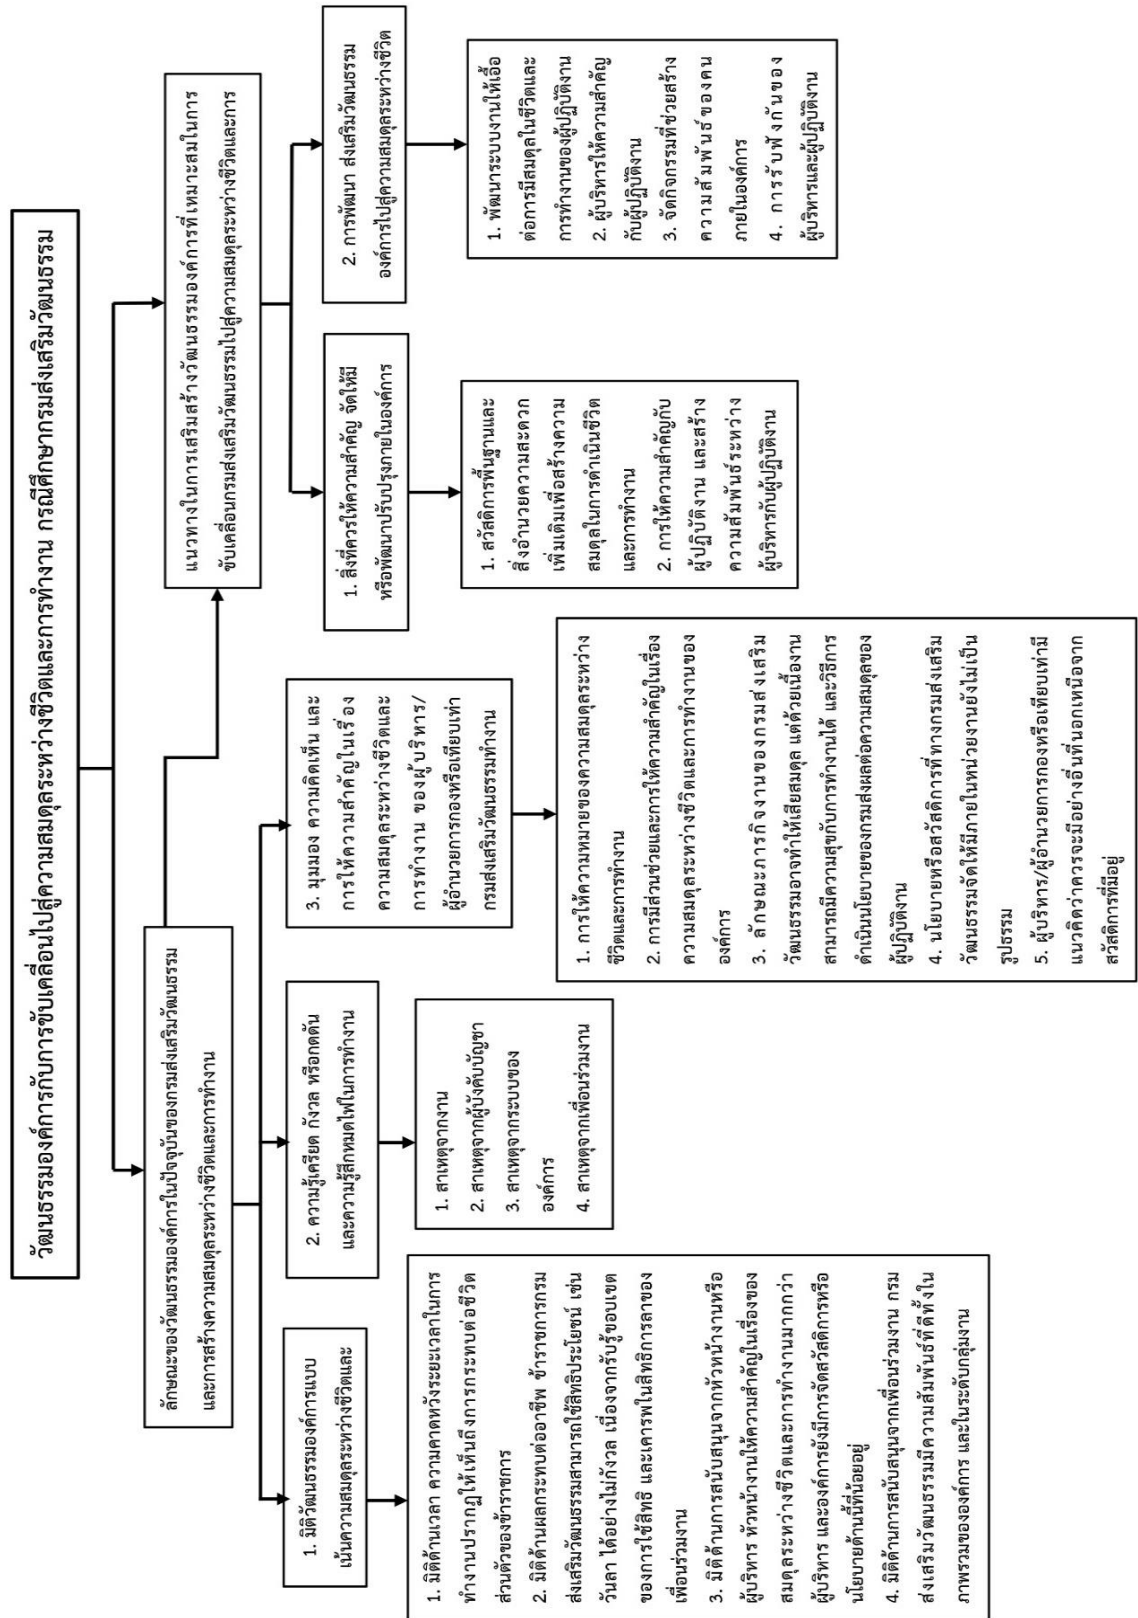 วัฒนธรรมองค์การกับการขับเคลื่อนไปสู่ความสมดุลระหว่างชีวิตและการทำงาน กรณีศึกษากรมส่งเสริมวัฒนธรรม
ลักษณะของวัฒนธรรมองค์การในปัจจุบันของกรมส่งเสริมวัฒนธรรม
และการสร้างความสมดุลระหว่างชีวิตและการทำงาน
แนวทางในการเสริมสร้างวัฒนธรรมองค์การที่เหมาะสมในการ
ขับเคลื่อนกรมส่งเสริมวัฒนธรรมไปสู่ความสมดุลระหว่างชีวิตและการ
1. มิติวัฒนธรรมองค์การแบบ
เน้นความสมดุลระหว่างชีวิตและ
2. ความรู้เครียด กังวล หรือกดดัน
และความรู้สึกหมดไฟในการทำงาน
3. มุมมอง ความคิดเห็น และ
การให้ความสำคัญในเรื่อง
ความสมดุลระหว่างชีวิตและ
การทำงาน ของผู้บริหาร/
ผู้อำนวยการกองหรือเทียบเท่า
กรมส่งเสริมวัฒนธรรมทำงาน
1. สิ่งที่ควรให้ความสำคัญ จัดให้มี
หรือพัฒนาปรับปรุงภายในองค์การ
2. การพัฒนา ส่งเสริมวัฒนธรรม
องค์การไปสู่ความสมดุลระหว่างชีวิต
1. มิติด้านเวลา ความคาดหวังระยะเวลาในการ
ทำงานปรากฏให้เห็นถึงการกระทบต่อชีวิต
ส่วนตัวของข้าราชการ
2. มิติด้านผลกระทบต่ออาชีพ ข้าราชการกรม
ส่งเสริมวัฒนธรรมสามารถใช้สิทธิประโยชน์ เช่น
วันลา ได้อย่างไม่กังวล เนื่องจากรับรู้ขอบเขต
ของการใช้สิทธิ และเคารพในสิทธิการลาของ
เพื่อนร่วมงาน
3. มิติด้านการสนับสนุนจากหัวหน้างานหรือ
ผู้บริหาร หัวหน้างานให้ความสำคัญในเรื่องของ
สมดุลระหว่างชีวิตและการทำงานมากกว่า
ผู้บริหาร และองค์การยังมีการจัดสวัสดิการหรือ
นโยบายด้านนี้ที่น้อยอยู่
4. มิติด้านการสนับสนุนจากเพื่อนร่วมงาน กรม
ส่งเสริมวัฒนธรรมมีความสัมพันธ์ที่ดีทั้งใน
ภาพรวมขององค์การ และในระดับกลุ่มงาน
1. สาเหตุจากงาน
2. สาเหตุจากผู้บังคับบัญชา
3. สาเหตุจากระบบของ
องค์การ
4. สาเหตุจากเพื่อนร่วมงาน
1. การให้ความหมายของความสมดุลระหว่าง
ชีวิตและการทำงาน
2. การมีส่วนช่วยและการให้ความสำคัญในเรื่อง
ความสมดุลระหว่างชีวิตและการทำงานของ
องค์การ
3. ลักษณะภารกิจงานของกรมส่งเสริม
วัฒนธรรมอาจทำให้เสียสมดุล แต่ด้วยเนื้องาน
สามารถมีความสุขกับการทำงานได้ และวิธีการ
ดำเนินนโยบายของกรมส่งผลต่อความสมดุลของ
ผู้ปฏิบัติงาน
4. นโยบายหรือสวัสดิการที่ทางกรมส่งเสริม
วัฒนธรรมจัดให้มีภายในหน่วยงานยังไม่เป็น
รูปธรรม
5. ผู้บริหาร/ผู้อำนวยการกองหรือเทียบเท่ามี
แนวคิดว่าควรจะมีอย่างอื่นที่นอกเหนือจาก
สวัสดิการที่มีอยู่
1. สวัสดิการพื้นฐานและ
สิ่งอำนวยความสะดวก
เพิ่มเติมเพื่อสร้างความ
สมดุลในการดำเนินชีวิต
และการทำงาน
2. การให้ความสำคัญกับ
ผู้ปฏิบัติงาน และสร้าง
ความสัมพันธ์ระหว่าง
ผู้บริหารกับผู้ปฏิบัติงาน
1. พัฒนาระบบงานให้เอื้อ
ต่อการมีสมดุลในชีวิตและ
การทำงานของผู้ปฏิบัติงาน
2. ผู้บริหารให้ความสำคัญ
กับผู้ปฏิบัติงาน
3. จัดกิจกรรมที่ช่วยสร้าง
ความสัมพันธ์ของคน
ภายในองค์การ
4. การรับฟังกันของ
ผู้บริหารและผู้ปฏิบัติงาน